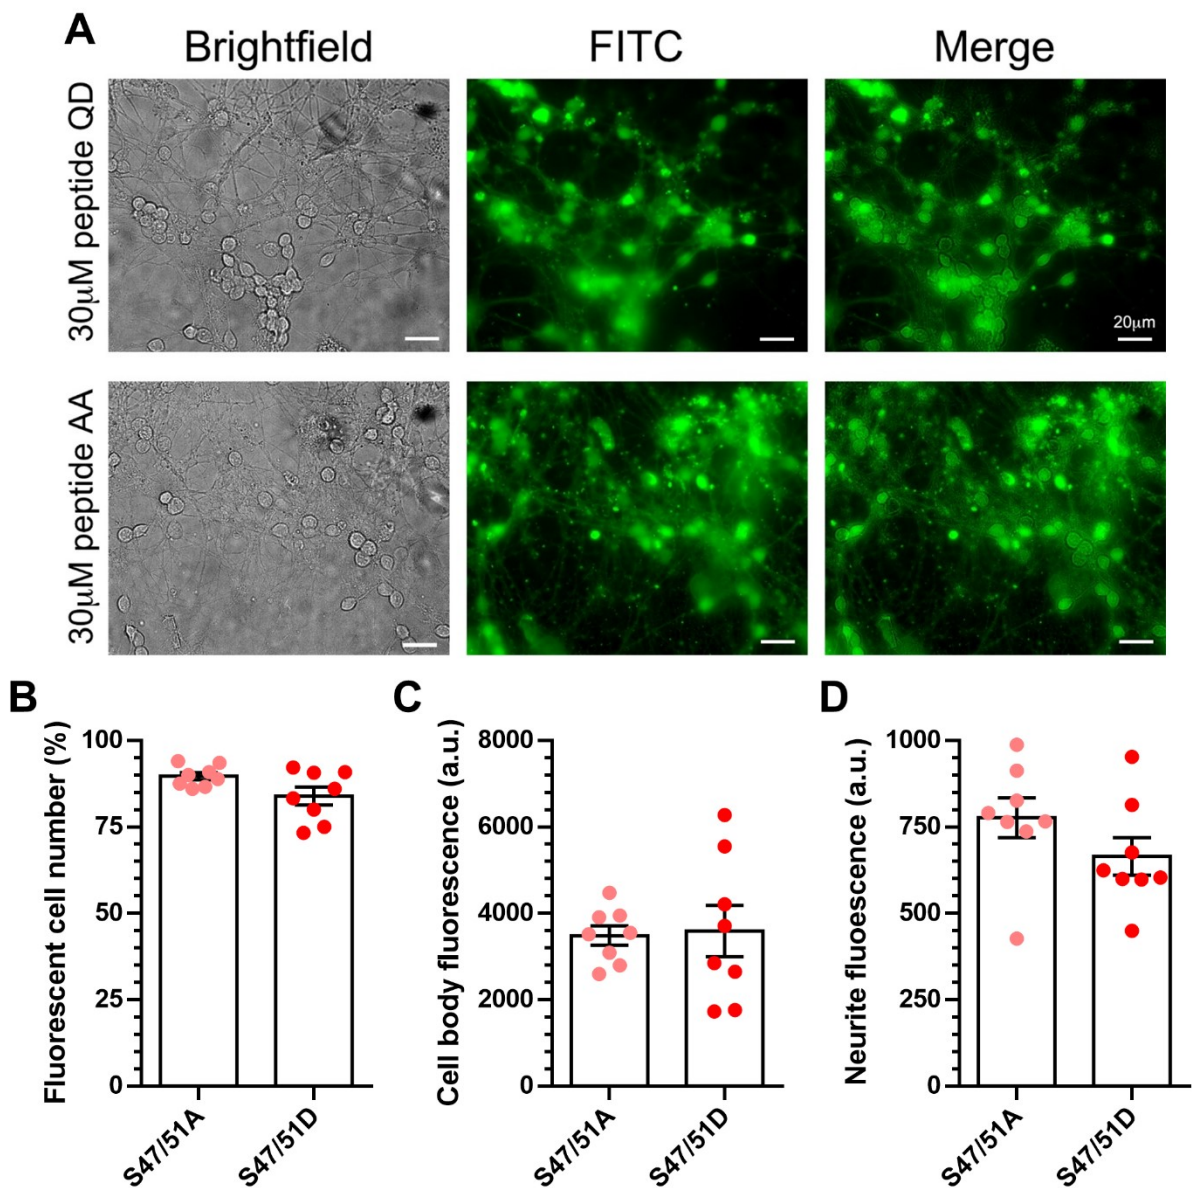 A
Brightfield
FITC
Merge
30μM peptide QD
20μm
30μM peptide AA
B
Fluorescent cell number (%)
100
75
50
25
0
S47/51A
S47/51D
C
Cell body fluorescence (a.u.)
8000
6000
4000
2000
0
S47/51A
S47/51D
D
Neurite fluoescence (a.u.)
1000
750
500
250
0
S47/51A
S47/51D